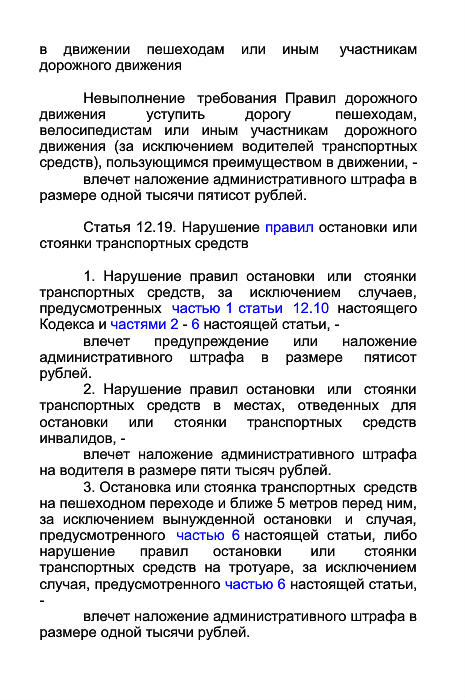 в движении пешеходам или иным участникам
дорожного движения
Невыполнение требования Правил дорожного
движения уступить дорогу пешеходам,
велосипедистам или иным участникам дорожного
движения (за исключением водителей транспортных
средств), пользующимся преимуществом в движении, -
влечет наложение административного штрафа в
размере одной тысячи пятисот рублей.
Статья 12.19. Нарушение правил остановки или
стоянки транспортных средств
1. Нарушение правил остановки или стоянки
транспортных средств, за исключением случаев,
предусмотренных частью 1 статьи 12.10 настоящего
Кодекса и частями 2 - 6 настоящей статьи, -
влечет предупреждение или наложение
административного штрафа в размере пятисот
рублей.
2. Нарушение правил остановки или стоянки
транспортных средств в местах, отведенных для
остановки или стоянки транспортных средств
инвалидов, -
влечет наложение административного штрафа
на водителя в размере пяти тысяч рублей.
3. Остановка или стоянка транспортных средств
на пешеходном переходе и ближе 5 метров перед ним,
за исключением вынужденной остановки и случая,
предусмотренного частью 6 настоящей статьи, либо
нарушение правил остановки или стоянки
транспортных средств на тротуаре, за исключением
случая, предусмотренного частью 6 настоящей статьи,
-
влечет наложение административного штрафа в
размере одной тысячи рублей.